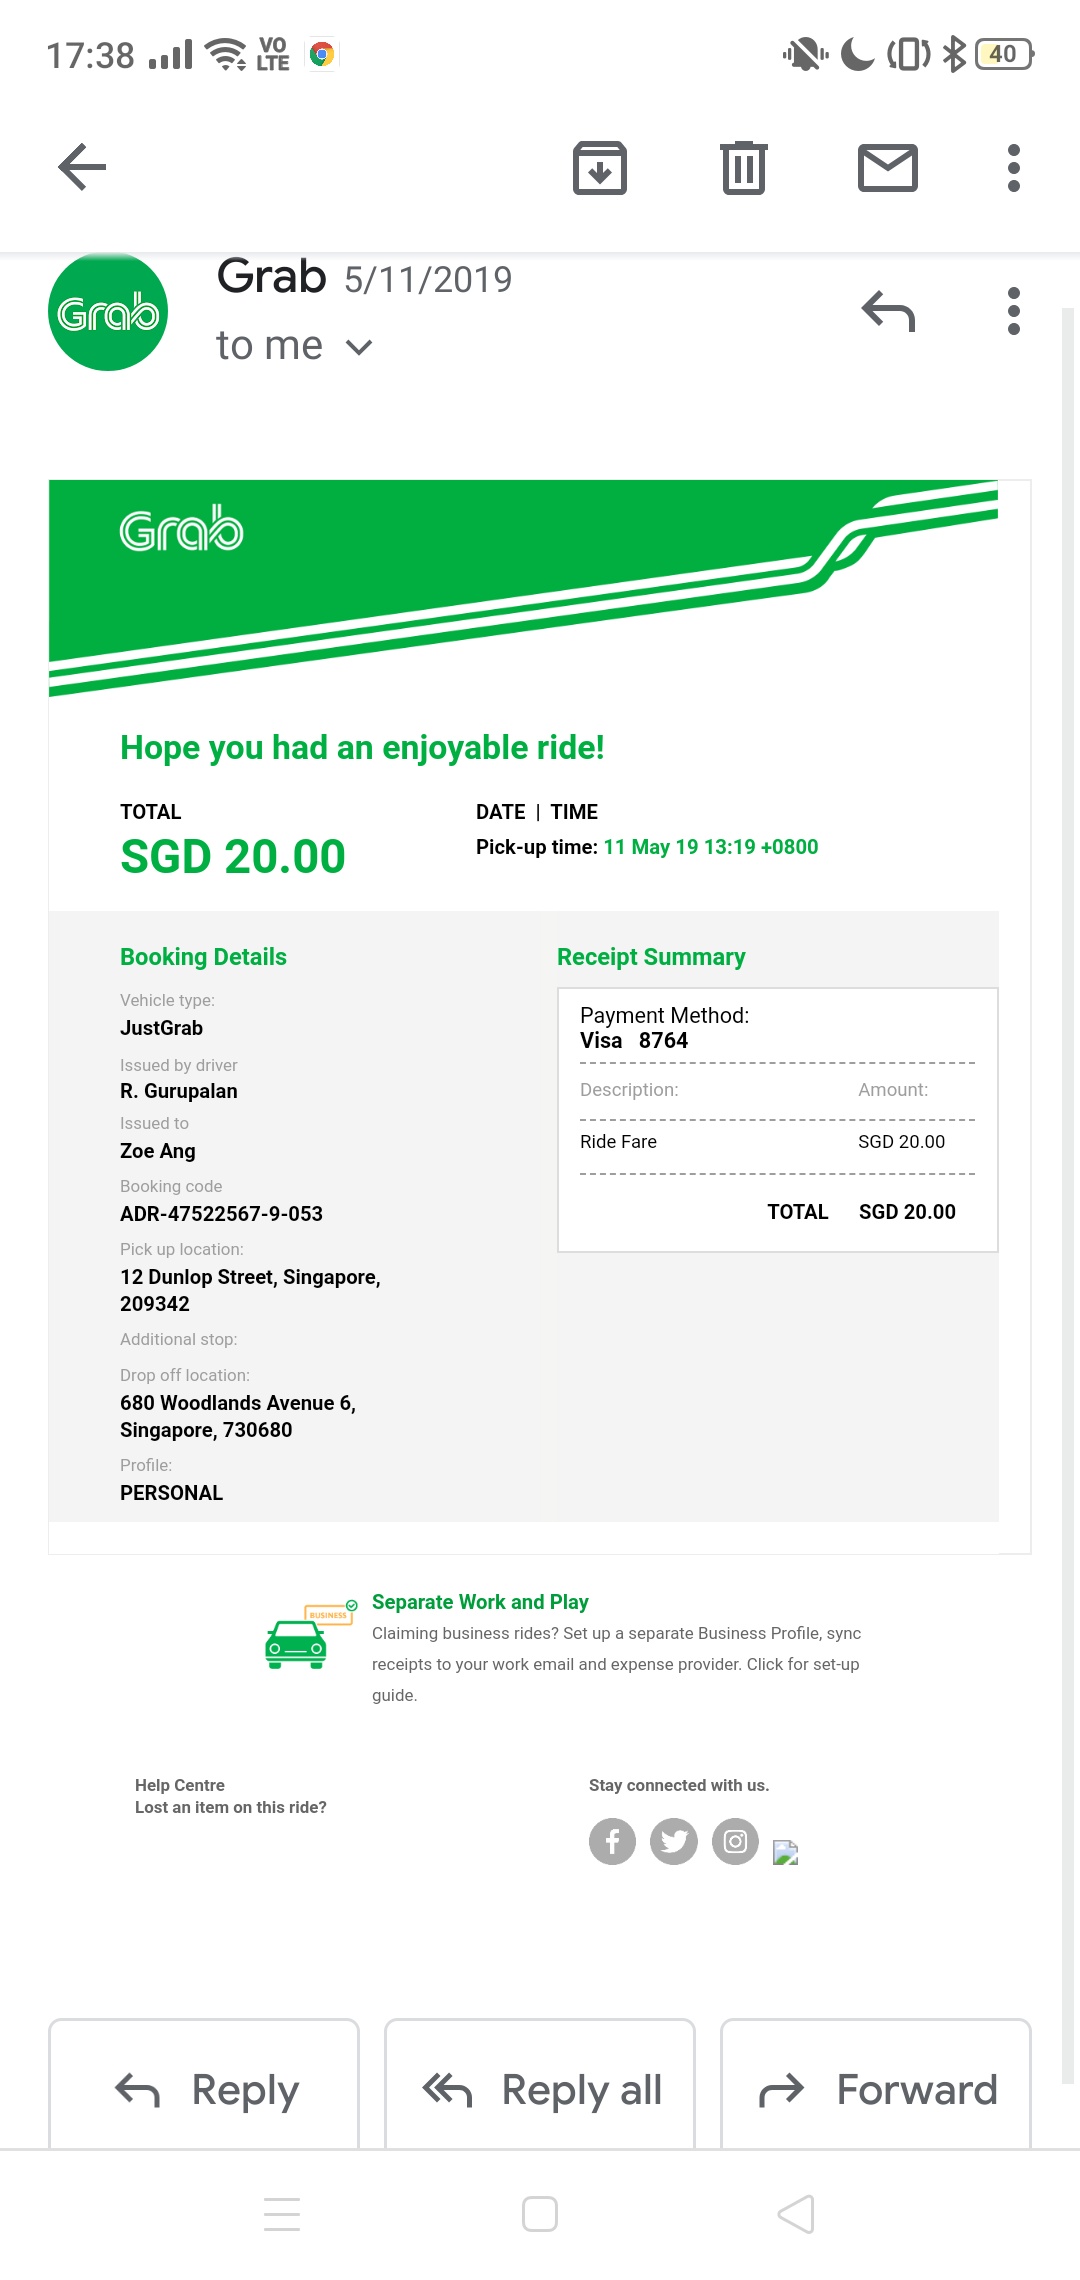 17:38 VO LTE 40
Grab 5/11/2019
Grab
to me
Grab
Hope you had an enjoyable ride!
TOTAL
SGD 20.00
DATE | TIME
Pick-up time: 11 May 19 13:19 +0800
Booking Details
Vehicle type:
JustGrab
Issued by driver
R. Gurupalan
Issued to
Zoe Ang
Booking code
ADR-47522567-9-053
Pick up location:
12 Dunlop Street, Singapore,
209342
Additional stop:
Drop off location:
680 Woodlands Avenue 6,
Singapore, 730680
Profile:
PERSONAL
Receipt Summary
Payment Method:
Visa 8764
Description: Amount:
Ride Fare SGD 20.00
TOTAL SGD 20.00
BUSINESS
Separate Work and Play
Claiming business rides? Set up a separate Business Profile, sync
receipts to your work email and expense provider. Click for set-up
guide.
Help Centre
Lost an item on this ride?
Stay connected with us.
Reply Reply all Forward